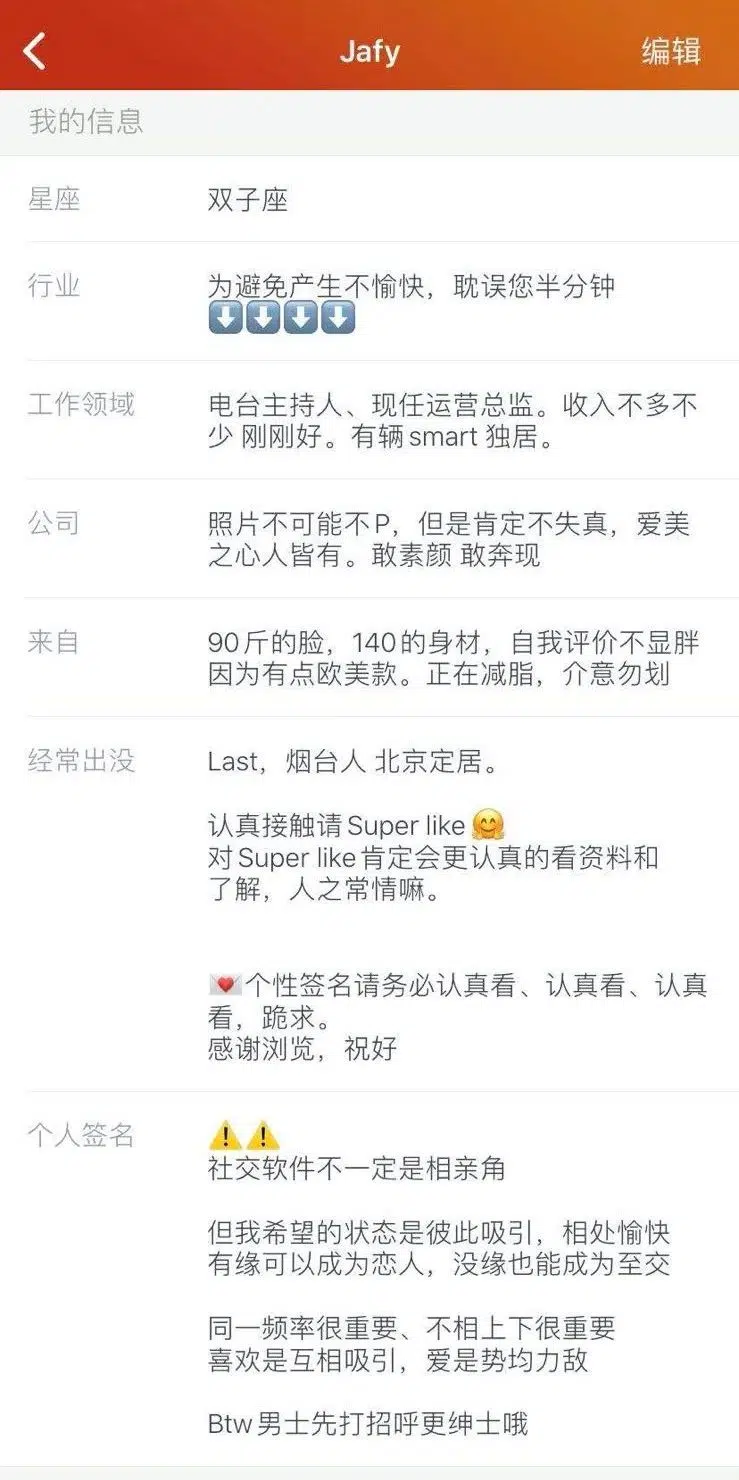 Jafy
编辑
我的信息
星座
双子座
行业
为避免产生不愉快，耽误您半分钟
⬇️⬇️⬇️⬇️
工作领域
电台主持人、现任运营总监。收入不多不
少 刚刚好。有辆smart 独居。
公司
照片不可能不P，但是肯定不失真，爱美
之心人皆有。敢素颜 敢奔现
来自
90斤的脸，140的身材，自我评价不显胖
因为有点欧美款。正在减脂，介意勿划
经常出没
Last，烟台人 北京定居。
认真接触请Super like🤗
对Super like肯定会更认真的看资料和
了解，人之常情嘛。
💌个性签名请务必认真看、认真看、认真
看，跪求。
感谢浏览，祝好
个人签名
⚠️⚠️
社交软件不一定是相亲角
但我希望的状态是彼此吸引，相处愉快
有缘可以成为恋人，没缘也能成为至交
同一频率很重要、不相上下很重要
喜欢是互相吸引，爱是势均力敌
Btw男士先打招呼更绅士哦